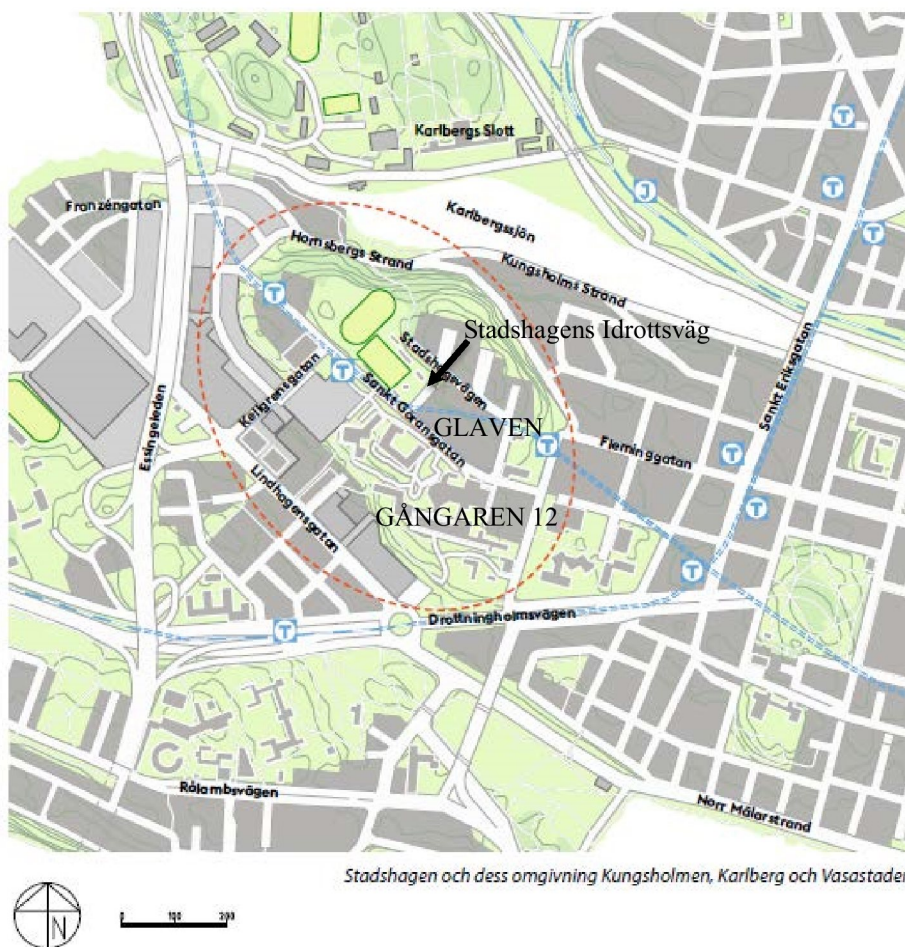 Karlbergs Slott
T
T
J
T
Franzéngatan
Karlbergssjön
Hornsbergs Strand
Kungsholms Strand
T
Stadshagens Idrottsväg
Stadshagsvägen
Sankt Eriksgatan
Kellgrensgatan
T
Sankt Göransgatan
GLAVEN
Essingeleden
T
Fleminggatan
T
Lindhagensgatan
T
GÅNGAREN 12
T
Drottningholmsvägen
T
Rålambsvägen
Norr Mälarstrand
Stadshagen och dess omgivning Kungsholmen, Karlberg och Vasastaden
N
0 100 200